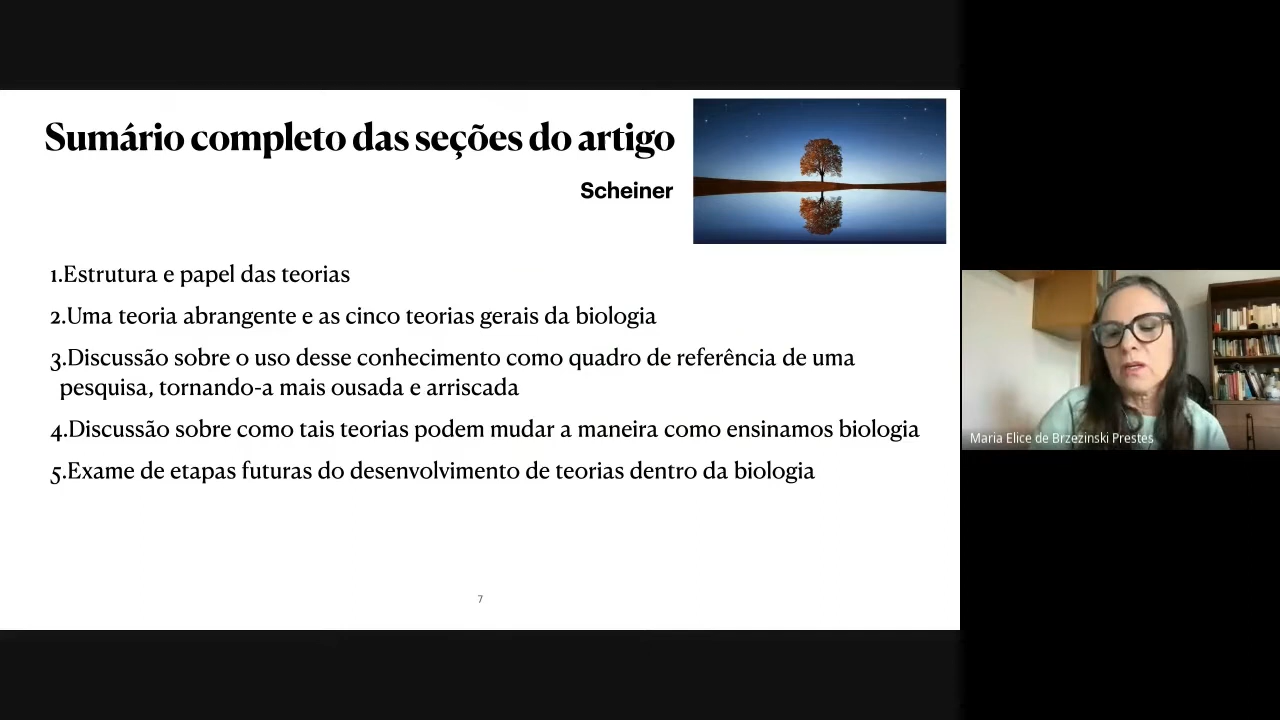 Sumário completo das seções do artigo
Scheiner
1.Estrutura e papel das teorias
2.Uma teoria abrangente e as cinco teorias gerais da biologia
3.Discussão sobre o uso desse conhecimento como quadro de referência de uma
pesquisa, tornando-a mais ousada e arriscada
4.Discussão sobre como tais teorias podem mudar a maneira como ensinamos biologia
5.Exame de etapas futuras do desenvolvimento de teorias dentro da biologia
7
Maria Elice de Brzezinski Prestes